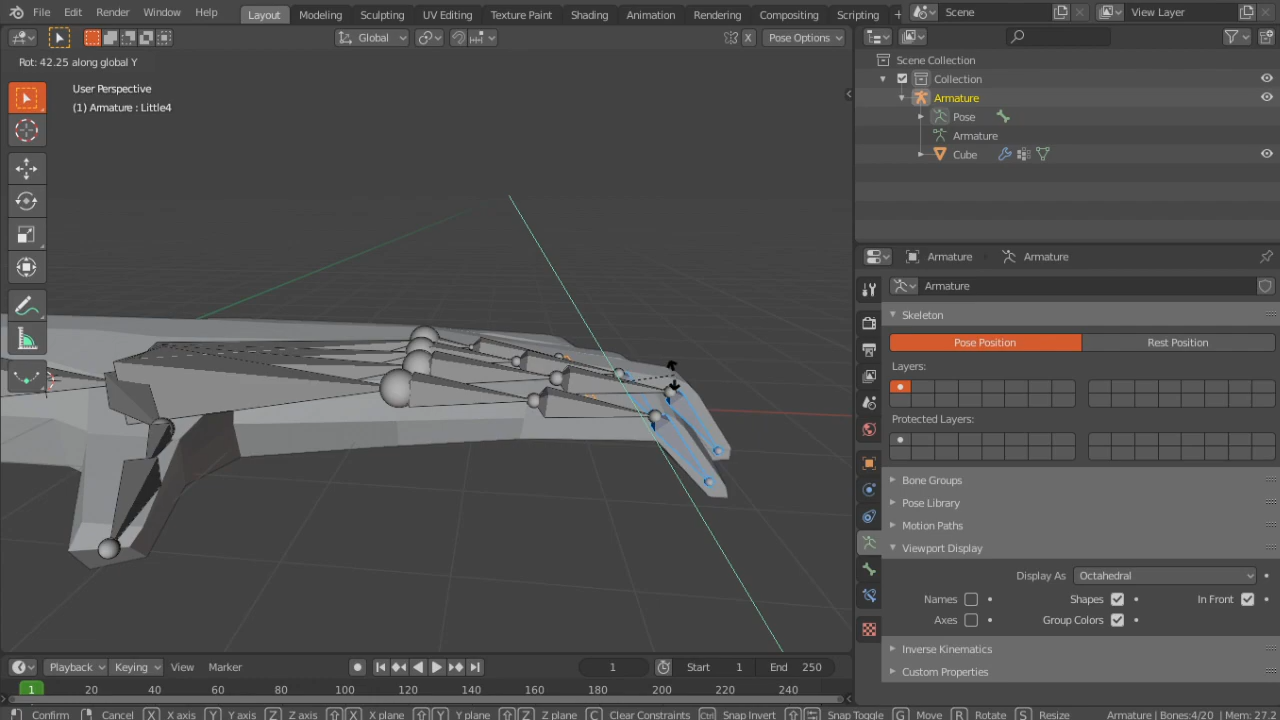 File Edit Render Window Help Layout Modeling Sculpting UV Editing Texture Paint Shading Animation Rendering Compositing Scripting + Scene View Layer
Global X Pose Options
Rot: 42.25 along global Y
User Perspective
(1) Armature : Little4
Scene Collection
Collection
Armature
Pose
Armature
Cube
Armature Armature
Armature
Skeleton
Pose Position Rest Position
Layers:
Protected Layers:
Bone Groups
Pose Library
Motion Paths
Viewport Display
Display As Octahedral
Names Shapes In Front
Axes Group Colors
Inverse Kinematics
Custom Properties
Playback Keying View Marker 1 Start 1 End 250
1 20 40 60 80 100 120 140 160 180 200 220 240
Confirm Cancel X X axis Y Y axis Z Z axis X X plane Y Y plane Z Z plane C Clear Constraints Ctrl Snap Invert Snap Toggle G Move R Rotate S Resize Armature | Bones:4/20 | Mem: 27.2